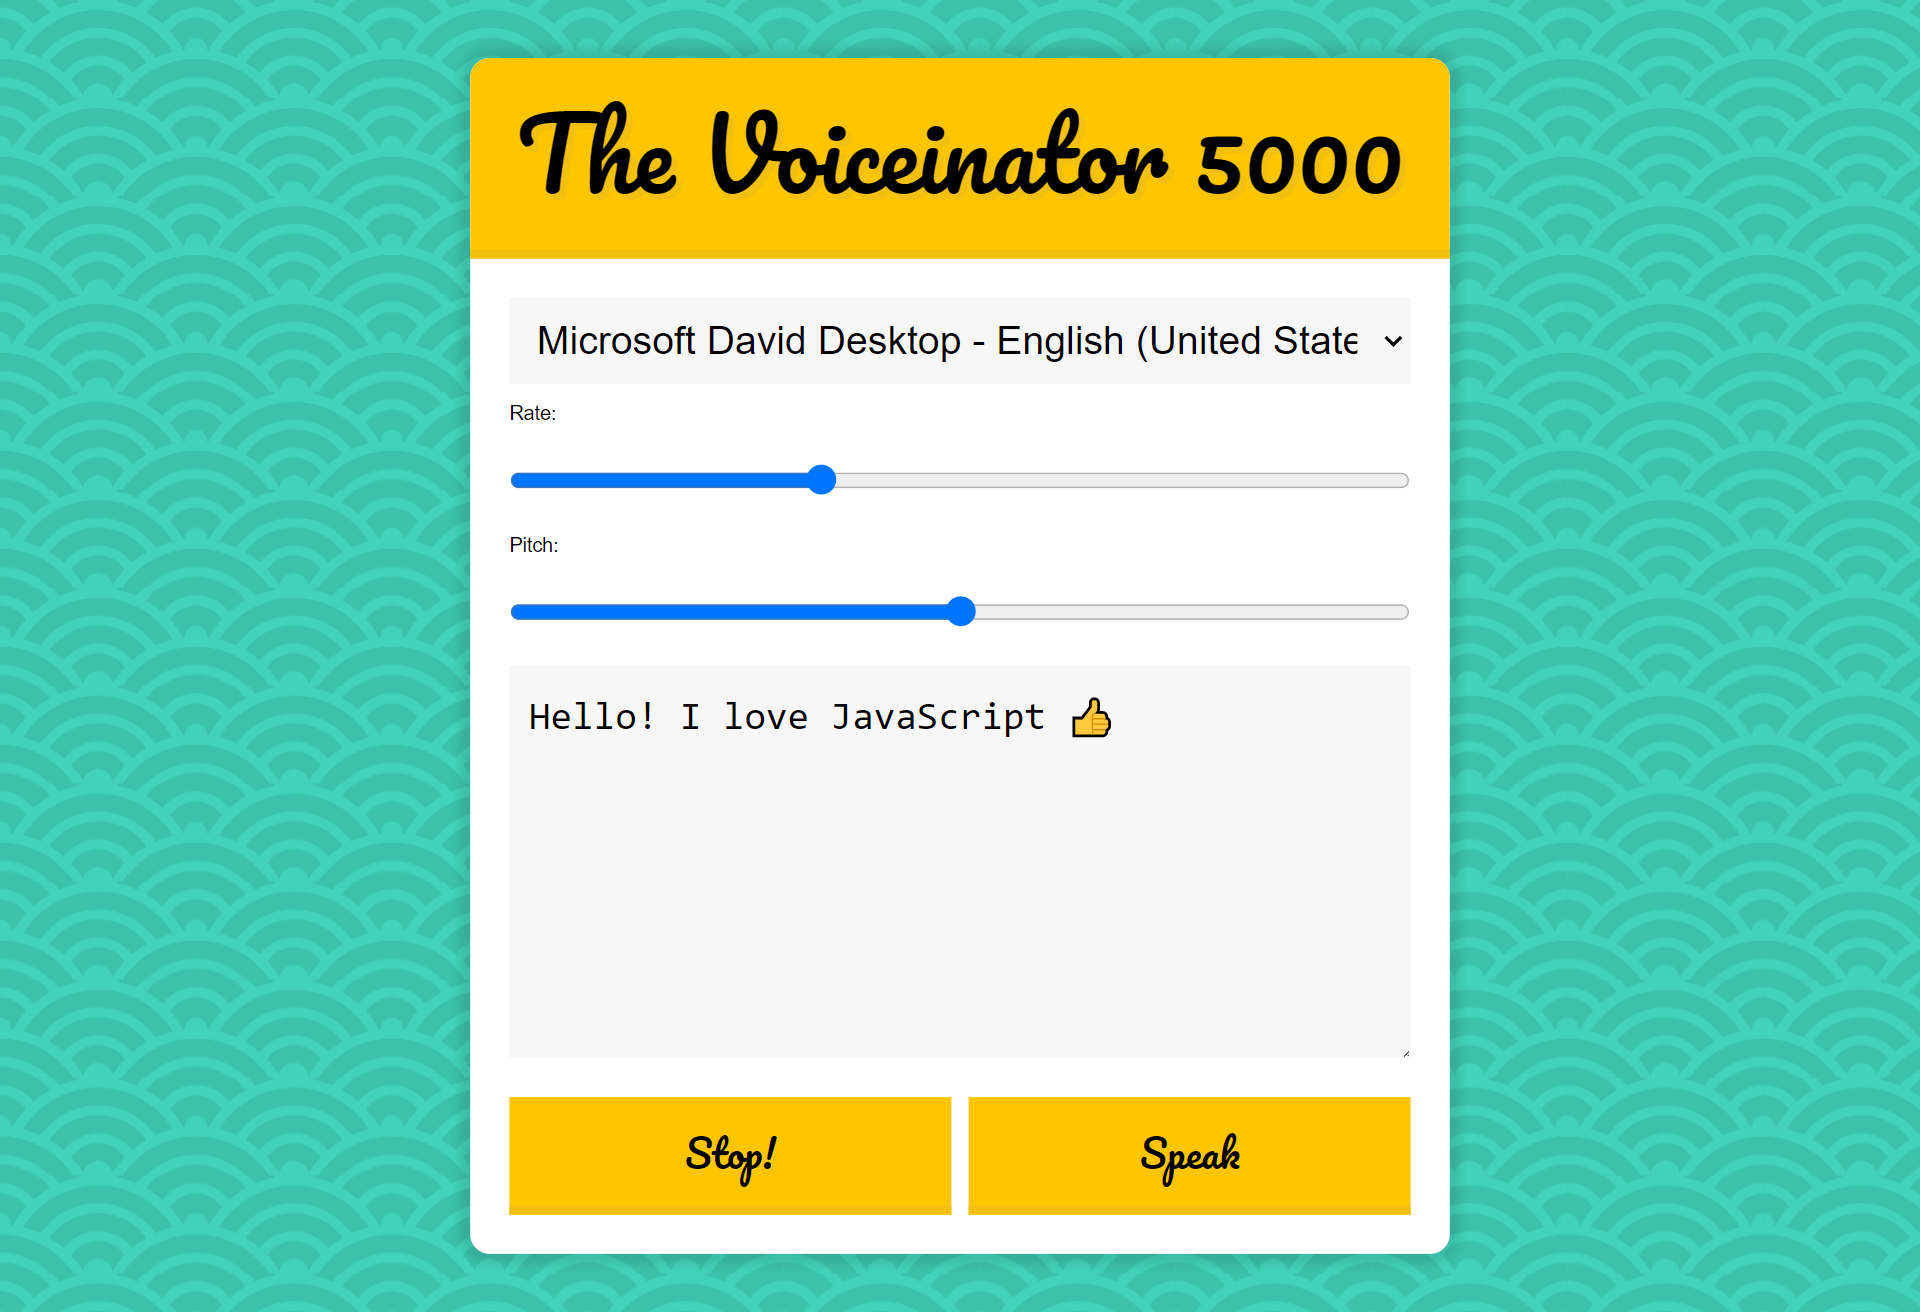 The Voiceinator 5000
Microsoft David Desktop - English (United State
Rate:
Pitch:
Hello! I love JavaScript 👍
Stop!
Speak